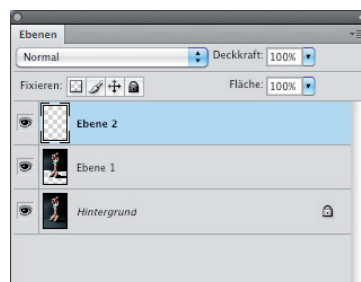 Ebenen
Normal Deckkraft: 100%
Fixieren: Fläche: 100%
Ebene 2
Ebene 1
Hintergrund